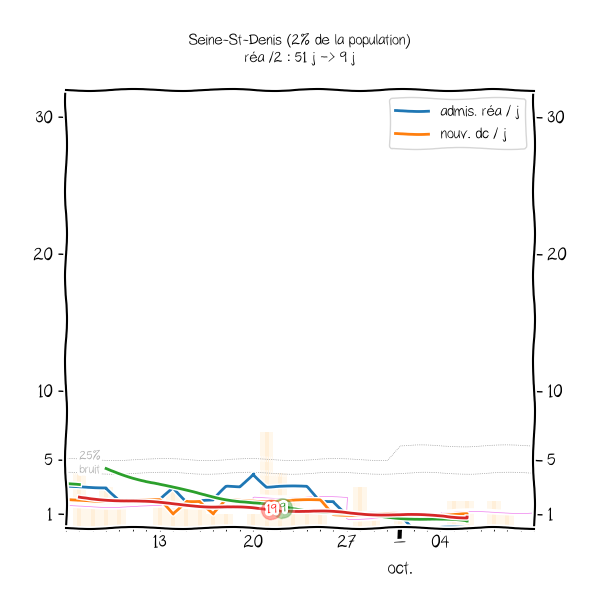 Seine-St-Denis (2% de la population)
réa /2 : 51 j -> 9 j
admis. réa / j
nouv. dc / j
30
30
20
20
10
10
25%
5
5
bruit
19
1
1
13
20
27
04
oct.